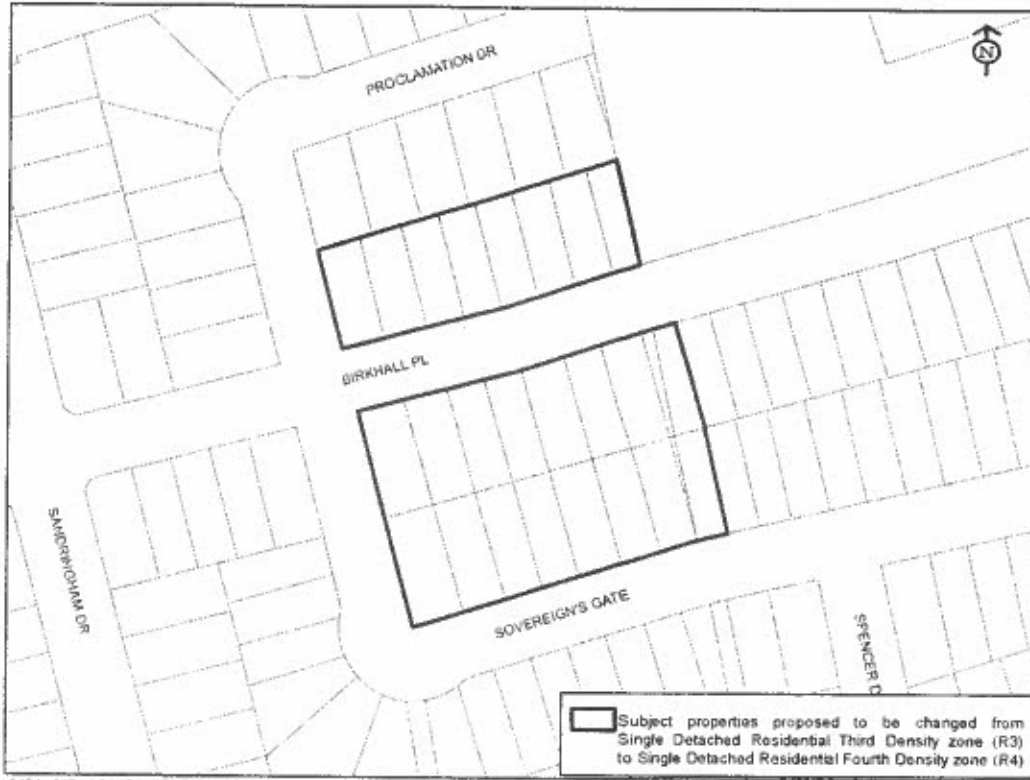 N
PROCLAMATION DR
BIRKHALL PL
SANDRINGHAM DR
SOVEREIGN'S GATE
SPENCER D
Subject properties proposed to be changed from
Single Detached Residential Third Density zone (R3)
to Single Detached Residential Fourth Density zone (R4)